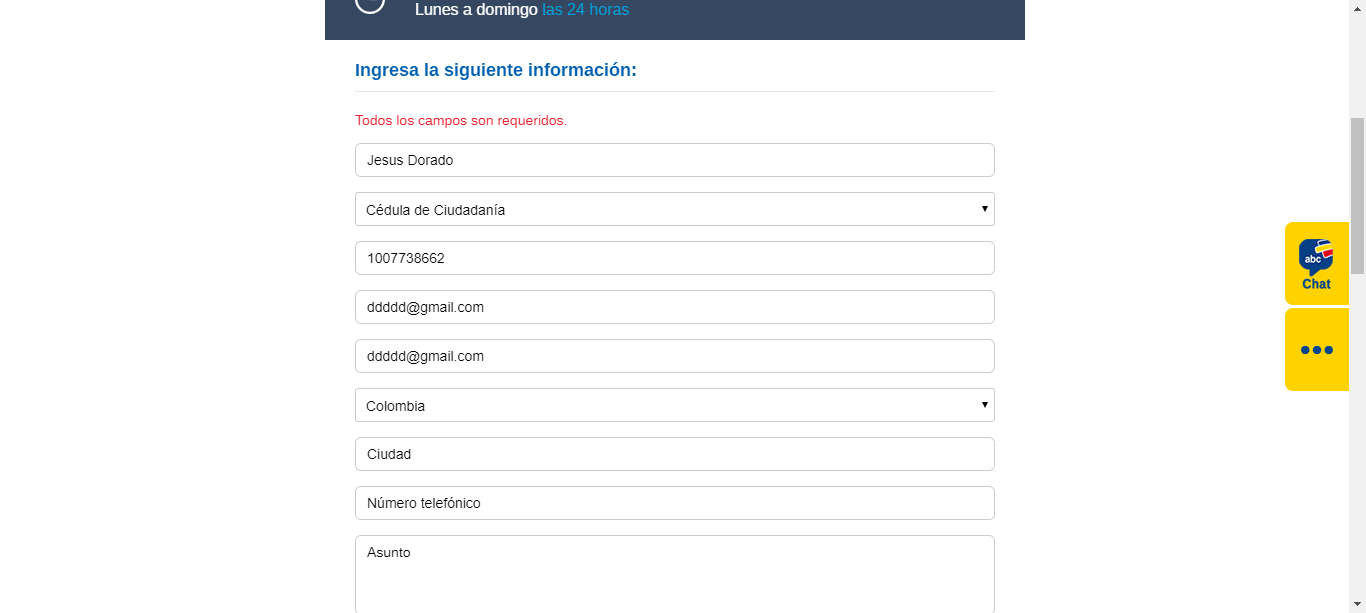 Lunes a domingo las 24 horas
Ingresa la siguiente información:
Todos los campos son requeridos.
Jesus Dorado
Cédula de Ciudadanía
1007738662
ddddd@gmail.com
ddddd@gmail.com
Colombia
Ciudad
Número telefónico
Asunto
abc
Chat